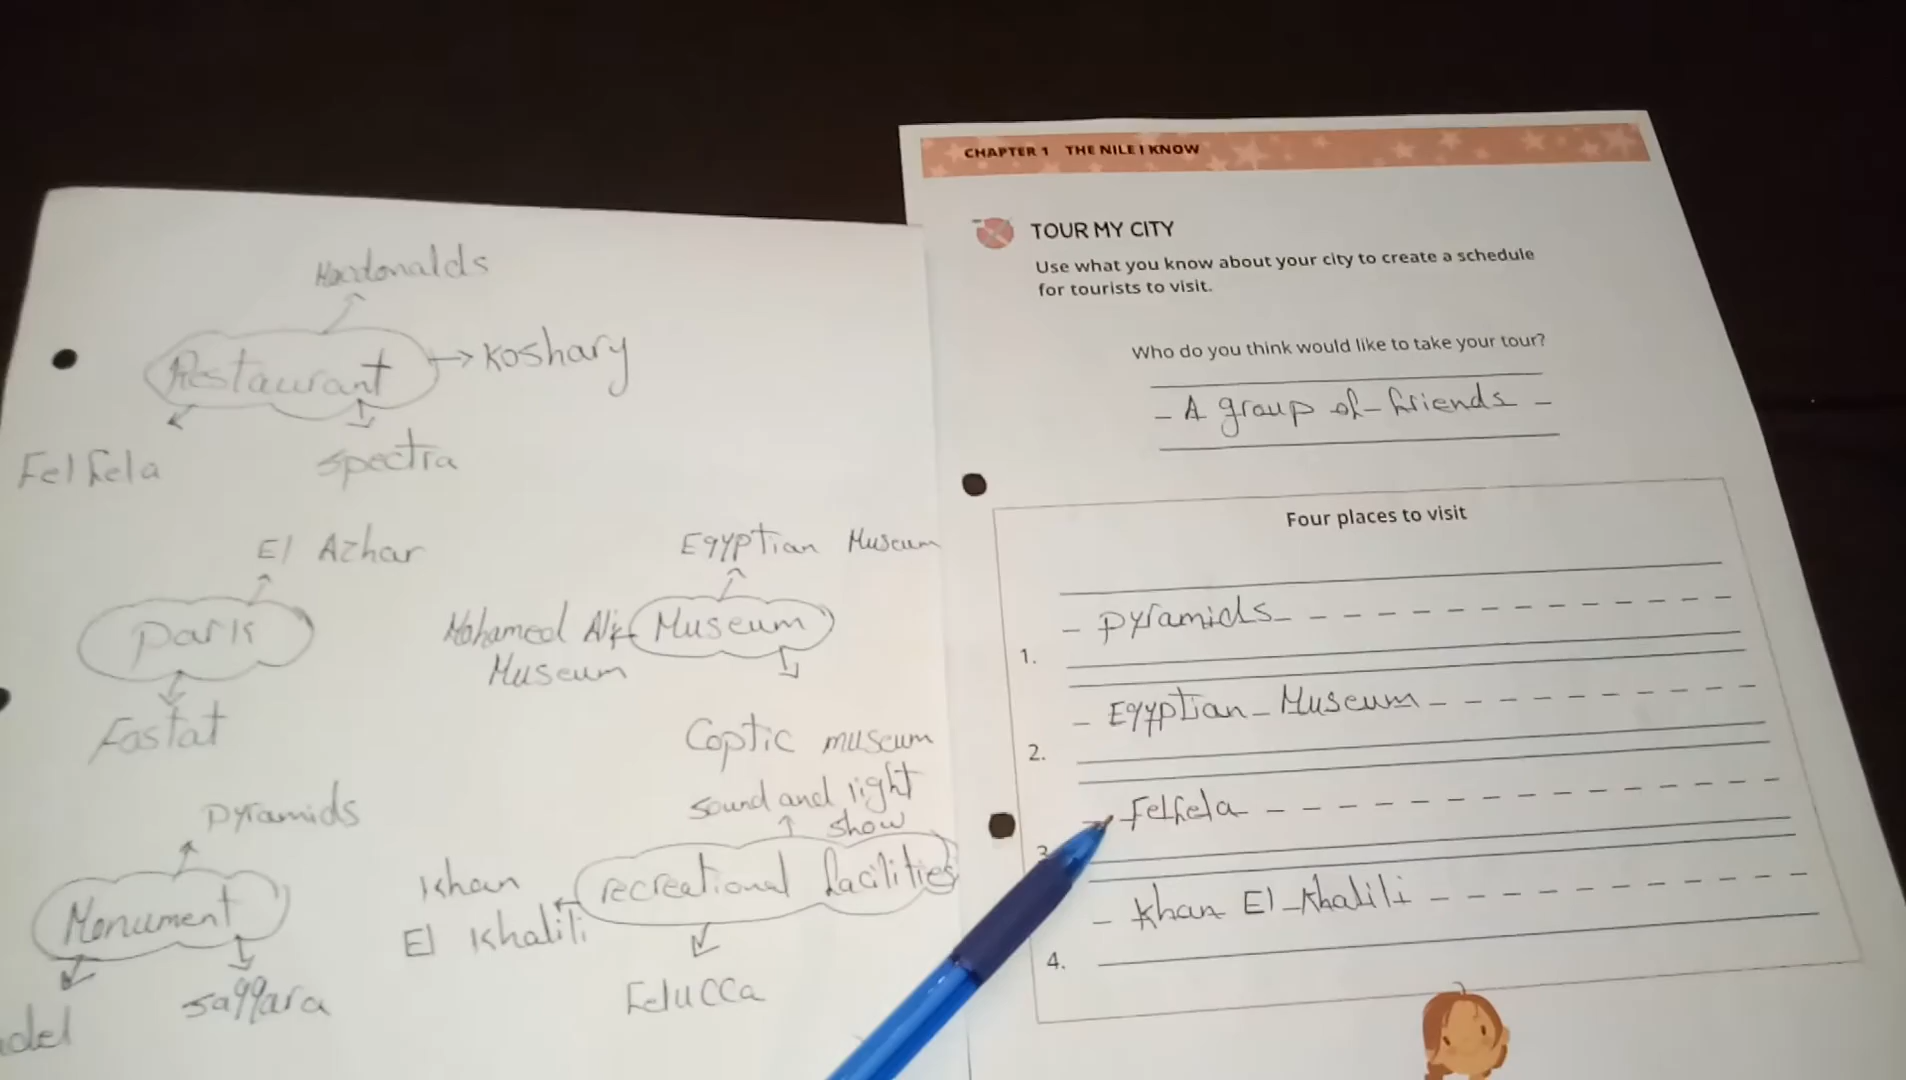 Macdonalds
Restaurant
Koshary
Felfela
spectra
El Azhar
Park
Fostat
Egyptian Museum
Mohamed Ali
Museum
Museum
Coptic museum
Pyramids
Monument
saqqara
sound and light
show
recreational facilities
Khan
El Khalili
Felucca
CHAPTER 1 THE NILE I KNOW
TOUR MY CITY
Use what you know about your city to create a schedule
for tourists to visit.
Who do you think would like to take your tour?
A group of friends
Four places to visit
1. pyramids
2. Egyptian Museum
3. Felfela
4. Khan El Khalili